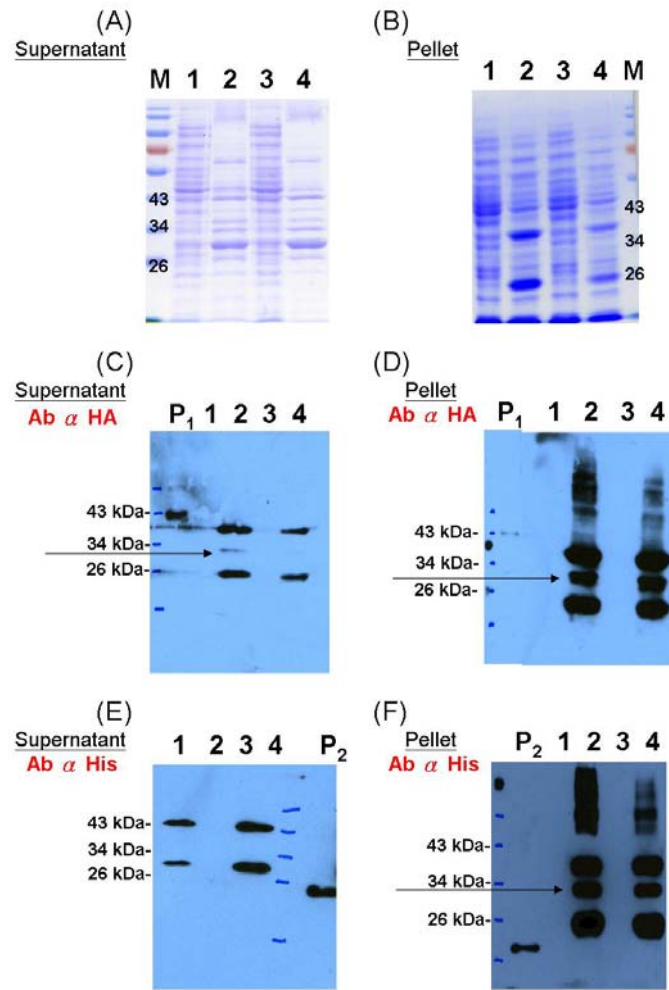 (A)
Supernatant
M 1 2 3 4
43
34
26
(B)
Pellet
1 2 3 4 M
43
34
26
(C)
Supernatant
Ab α HA
P1 1 2 3 4
43 kDa-
34 kDa-
26 kDa-
(D)
Pellet
Ab α HA
P1 1 2 3 4
43 kDa-
34 kDa-
26 kDa-
(E)
Supernatant
Ab α His
1 2 3 4 P2
43 kDa-
34 kDa-
26 kDa-
(F)
Pellet
Ab α His
P2 1 2 3 4
43 kDa-
34 kDa-
26 kDa-